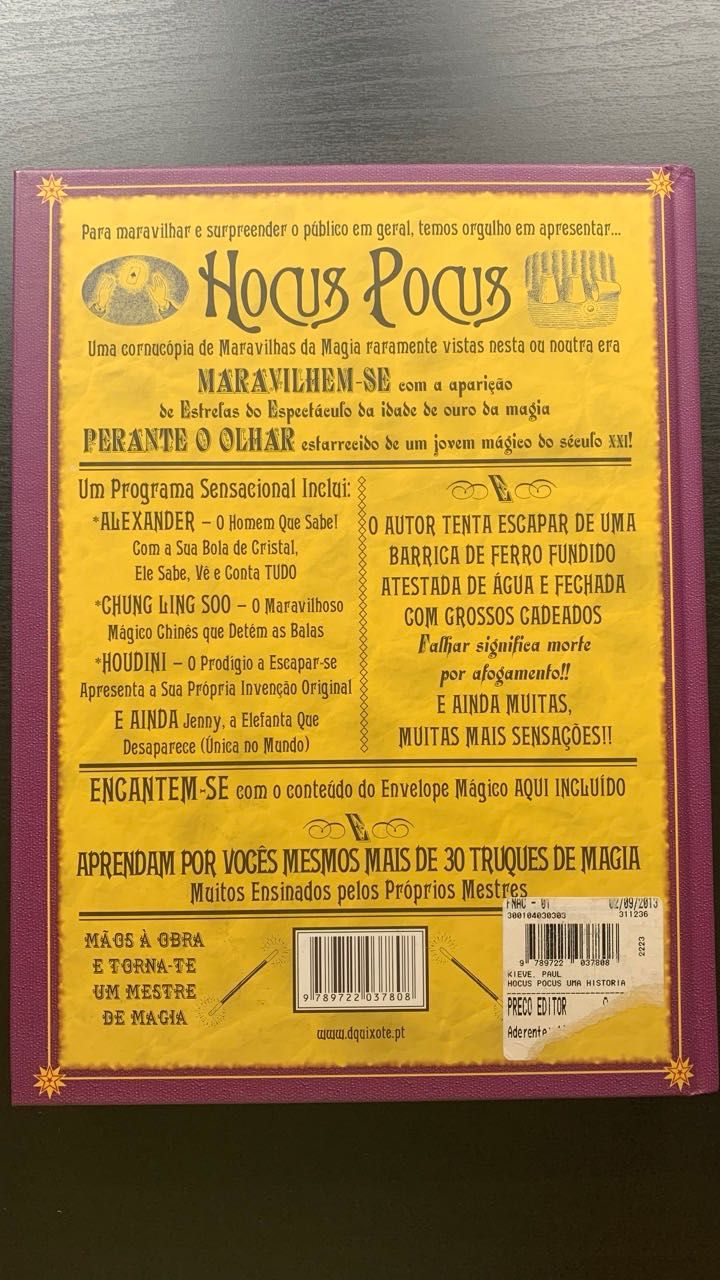 Para maravilhar e surpreender o público em geral, temos orgulho em apresentar...
HOCUS POCUS
Uma cornucópia de Maravilhas da Magia raramente vistas nesta ou noutra era
MARAVILHEM-SE com a aparição
de Estrelas do Espectáculo da idade de ouro da magia
PERANTE O OLHAR estarrecido de um jovem mágico do século XXI!
Um Programa Sensacional Inclui:
*ALEXANDER – O Homem Que Sabe!
Com a Sua Bola de Cristal,
Ele Sabe, Vê e Conta TUDO
*CHUNG LING SOO – O Maravilhoso
Mágico Chinês que Detém as Balas
*HOUDINI – O Prodígio a Escapar-se
Apresenta a Sua Própria Invenção Original
E AINDA Jenny, a Elefanta Que
Desaparece (Única no Mundo)
E
O AUTOR TENTA ESCAPAR DE UMA
BARRICA DE FERRO FUNDIDO
ATESTADA DE ÁGUA E FECHADA
COM GROSSOS CADEADOS
Falhar significa morte
por afogamento!!
E AINDA MUITAS,
MUITAS MAIS SENSAÇÕES!!
ENCANTEM-SE com o conteúdo do Envelope Mágico AQUI INCLUÍDO
E
APRENDAM POR VOCÊS MESMOS MAIS DE 30 TRUQUES DE MAGIA
Muitos Ensinados pelos Próprios Mestres
MÃOS À OBRA
E TORNA-TE
UM MESTRE
DE MAGIA
9 789722 037808
www.dquixote.pt
FNAC - 01 02/09/2013
300104030303 311236
2223
9 789722 037808
KIEVE, PAUL
HOCUS POCUS UMA HISTORIA
PRECO EDITOR
Aderente